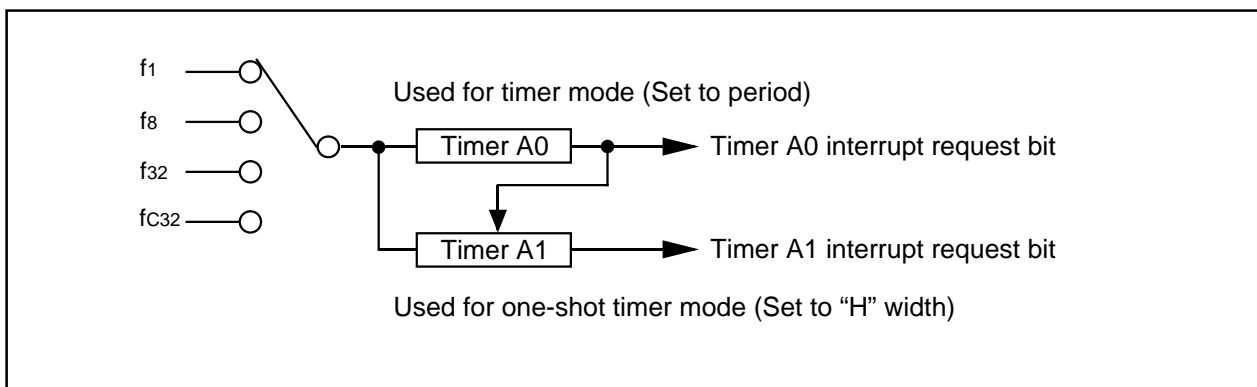 f1
f8
f32
fC32
Used for timer mode (Set to period)
Timer A0
Timer A0 interrupt request bit
Timer A1
Timer A1 interrupt request bit
Used for one-shot timer mode (Set to “H” width)